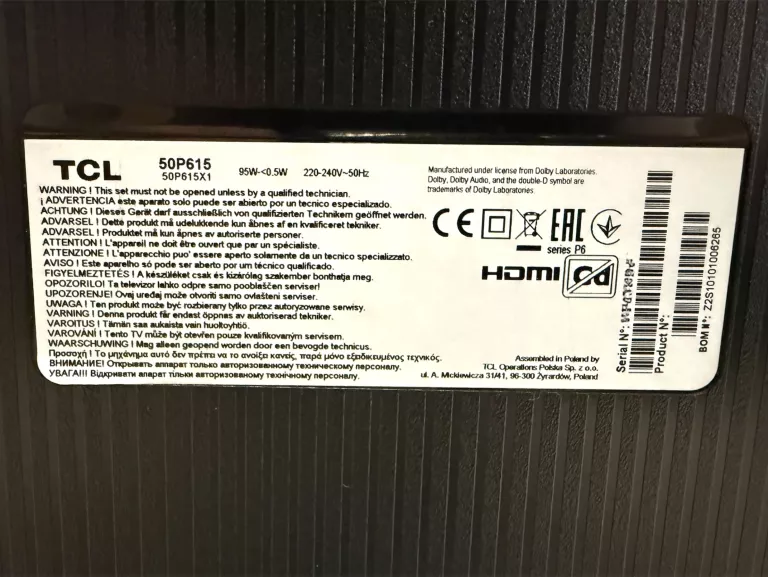 TCL
50P615
50P615X1
95W-<0.5W 220-240V~50Hz
WARNING ! This set must not be opened unless by a qualified technician.
¡ ADVERTENCIA este aparato solo puede ser abierto por un tecnico especializado.
ACHTUNG ! Dieses Gerät darf ausschließlich von qualifizierten Technikern geöffnet werden.
ADVARSEL ! Dette produkt må udelukkende kun åbnes af en kvalificeret tekniker.
ADVARSEL ! Produktet må kun åpnes av autoriserte personer.
ATTENTION ! L'appareil ne doit être ouvert que par un spécialiste.
ATTENZIONE ! L'apparecchio puo' essere aperto solamente da un tecnico specializzato.
AVISO ! Este aparelho só pode ser aberto por um técnico qualificado.
FIGYELMEZTETÉS ! A készüléket csak és kizárólag szakember bonthatja meg.
OPOZORILO! Ta televizor lahko odpre samo pooblaščen serviser!
UPOZORENJE! Ovaj uređaj može otvoriti samo ovlašteni serviser.
UWAGA ! Ten produkt może być rozbierany tylko przez autoryzowane serwisy.
VARNING ! Denna produkt får endast öppnas av auktoriserad tekniker.
VAROITUS ! Tämän saa aukaista vain huoltoyhtiö.
VAROVÁNÍ ! Tento TV může být otevřen pouze kvalifikovaným servisem.
WAARSCHUWING ! Mag alleen geopend worden door een bevoegde technicus.
Προσοχή ! Το μηχάνημα αυτό δεν πρέπει να το ανοίξει κανείς, παρά μόνο εξειδικευμένος τεχνικός.
ВНИМАНИЕ! Открывать аппарат только авторизованному техническому персоналу.
УВАГА!! Відкривати апарат тільки авторизованому технічному персоналу.
Manufactured under license from Dolby Laboratories.
Dolby, Dolby Audio, and the double-D symbol are
trademarks of Dolby Laboratories.
CE EAC
series P6
HDMI Cd
Assembled in Poland by
TCL Operations Polska Sp. z o.o.
ul. A. Mickiewicza 31/41, 96-300 Żyrardów, Poland
Serial N°:
Product N°:
BOM N°: Z2S10101006265